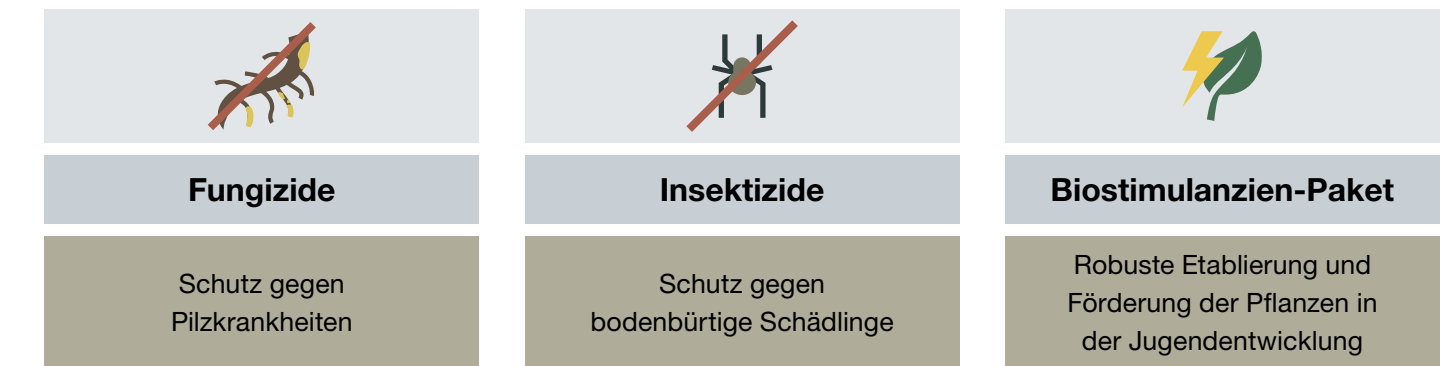 Fungizide
Schutz gegen
Pilzkrankheiten
Insektizide
Schutz gegen
bodenbürtige Schädlinge
Biostimulanzien-Paket
Robuste Etablierung und
Förderung der Pflanzen in
der Jugendentwicklung